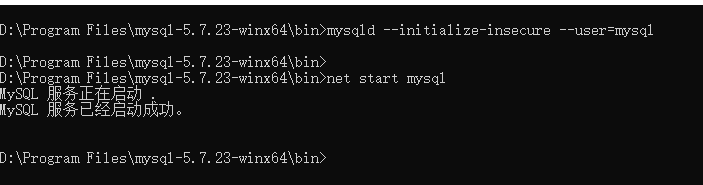 D:\Program Files\mysql-5.7.23-winx64\bin>mysqld --initialize-insecure --user=mysql
D:\Program Files\mysql-5.7.23-winx64\bin>
D:\Program Files\mysql-5.7.23-winx64\bin>net start mysql
MySQL 服务正在启动 .
MySQL 服务已经启动成功。
D:\Program Files\mysql-5.7.23-winx64\bin>